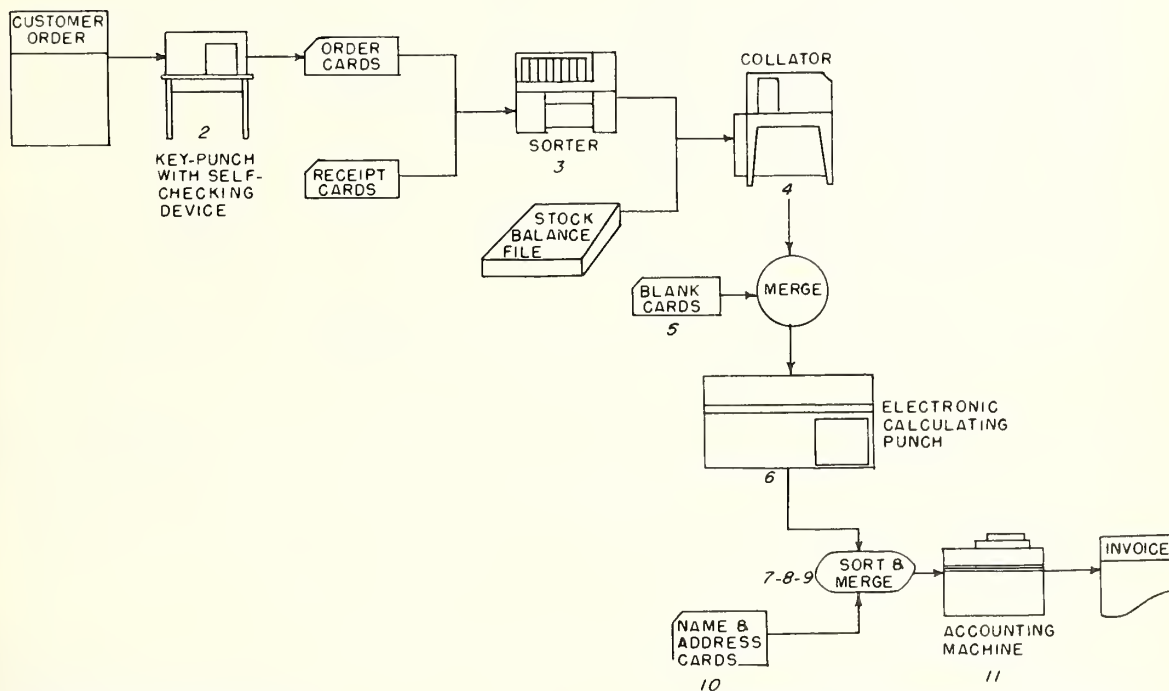 CUSTOMER
ORDER
2
KEY-PUNCH
WITH SELF-
CHECKING
DEVICE
ORDER
CARDS
RECEIPT
CARDS
SORTER
3
STOCK
BALANCE
FILE
COLLATOR
4
MERGE
BLANK
CARDS
5
ELECTRONIC
CALCULATING
PUNCH
6
7-8-9
SORT &
MERGE
NAME &
ADDRESS
CARDS
10
ACCOUNTING
MACHINE
11
INVOICE